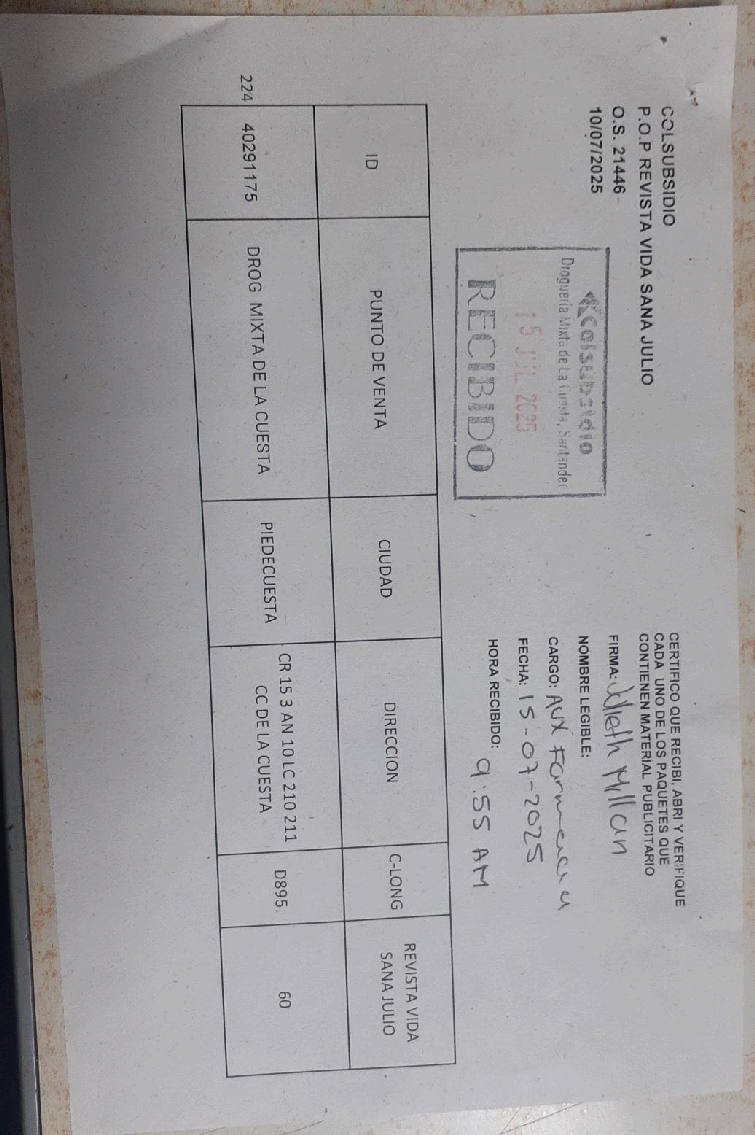 COLSUBSIDIO
P.O.P REVISTA VIDA SANA JULIO
O.S. 21446
10/07/2025
CERTIFICO QUE RECIBI, ABRI Y VERIFIQUE
CADA UNO DE LOS PAQUETES QUE
CONTIENEN MATERIAL PUBLICITARIO
FIRMA: Julieth Millan
NOMBRE LEGIBLE:
CARGO: AUX Farmacia
FECHA: 15-07-2025
HORA RECIBIDO: 9:55 AM
Colsubsidio
Droguería Mixta de La Cuesta, Santander
15 JUL 2025
RECIBIDO
ID PUNTO DE VENTA CIUDAD DIRECCION C-LONG REVISTA VIDA SANA JULIO
224 40291175 DROG MIXTA DE LA CUESTA PIEDECUESTA CR 15 3 AN 10 LC 210 211 CC DE LA CUESTA D895 60